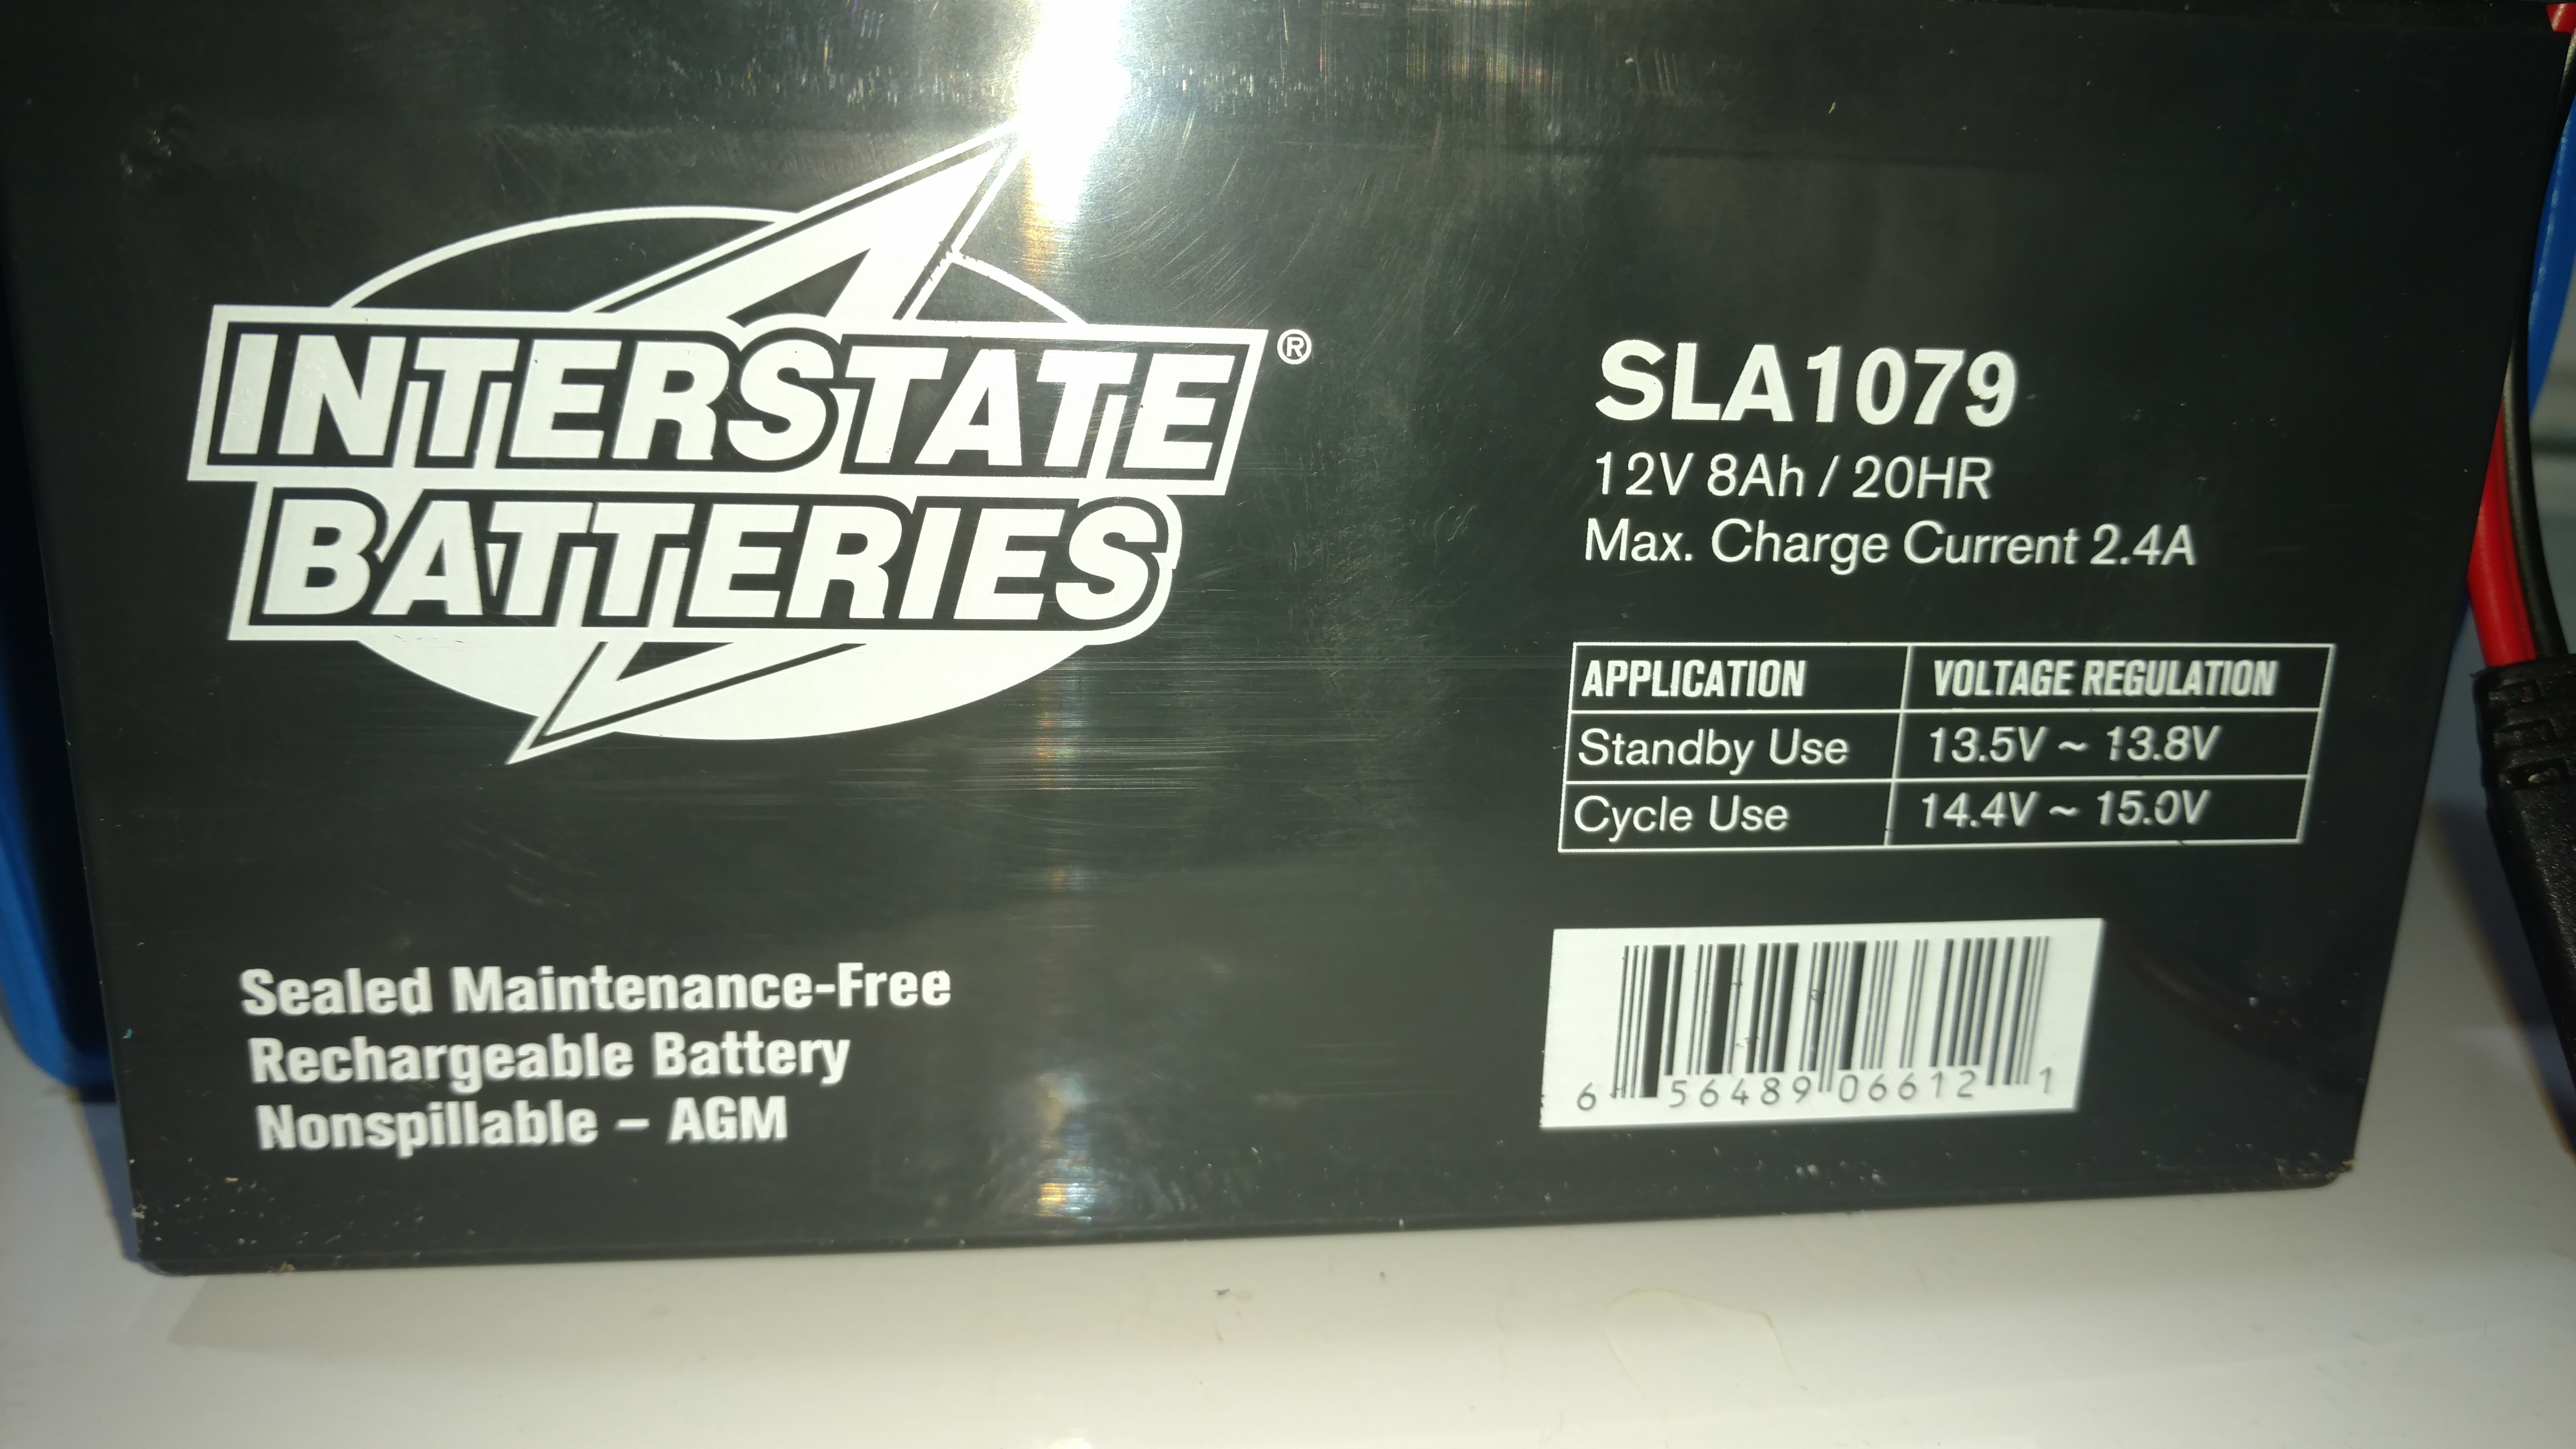 INTERSTATE ®
BATTERIES
SLA1079
12V 8Ah / 20HR
Max. Charge Current 2.4A
APPLICATION VOLTAGE REGULATION
Standby Use 13.5V ~ 13.8V
Cycle Use 14.4V ~ 15.0V
Sealed Maintenance-Free
Rechargeable Battery
Nonspillable – AGM
6 56489 06612 1